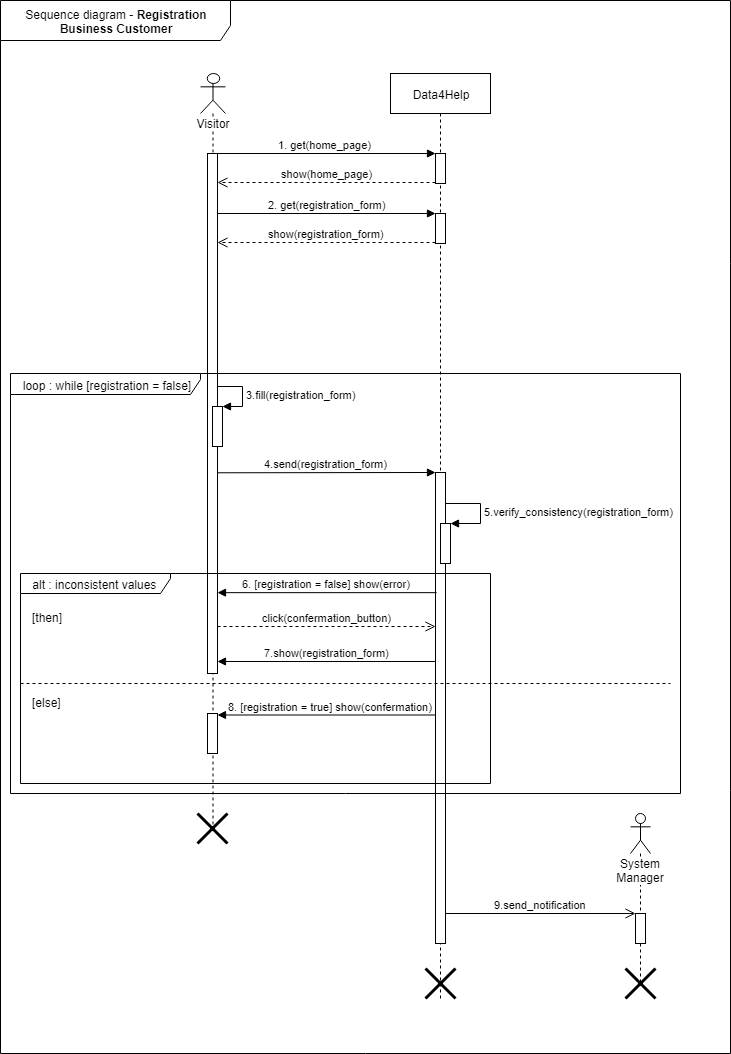 Sequence diagram - Registration
Business Customer
Data4Help
Visitor
1. get(home_page)
show(home_page)
2. get(registration_form)
show(registration_form)
loop : while [registration = false]
3.fill(registration_form)
4.send(registration_form)
5.verify_consistency(registration_form)
alt : inconsistent values
6. [registration = false] show(error)
[then]
click(confermation_button)
7.show(registration_form)
[else]
8. [registration = true] show(confermation)
System
Manager
9.send_notification